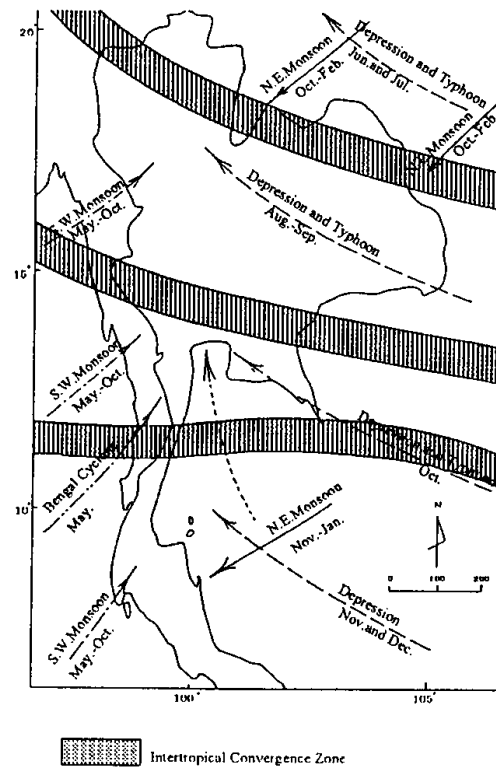 20°
N.E.Monsoon
Oct.-Feb.
Depression and Typhoon
Jun.and Jul.
Monsoon
Oct-Feb.
S.W.Monsoon
May.-Oct.
Depression and Typhoon
Aug.-Sep.
15°
S.W.Monsoon
May.-Oct.
Bengal Cyclone
May.
Depression and
Oct.
10°
N.E.Monsoon
Nov.-Jan.
N
0 100 200
Depression
Nov.and Dec.
S.W.Monsoon
May.-Oct.
100°
105°
Intertropical Convergence Zone